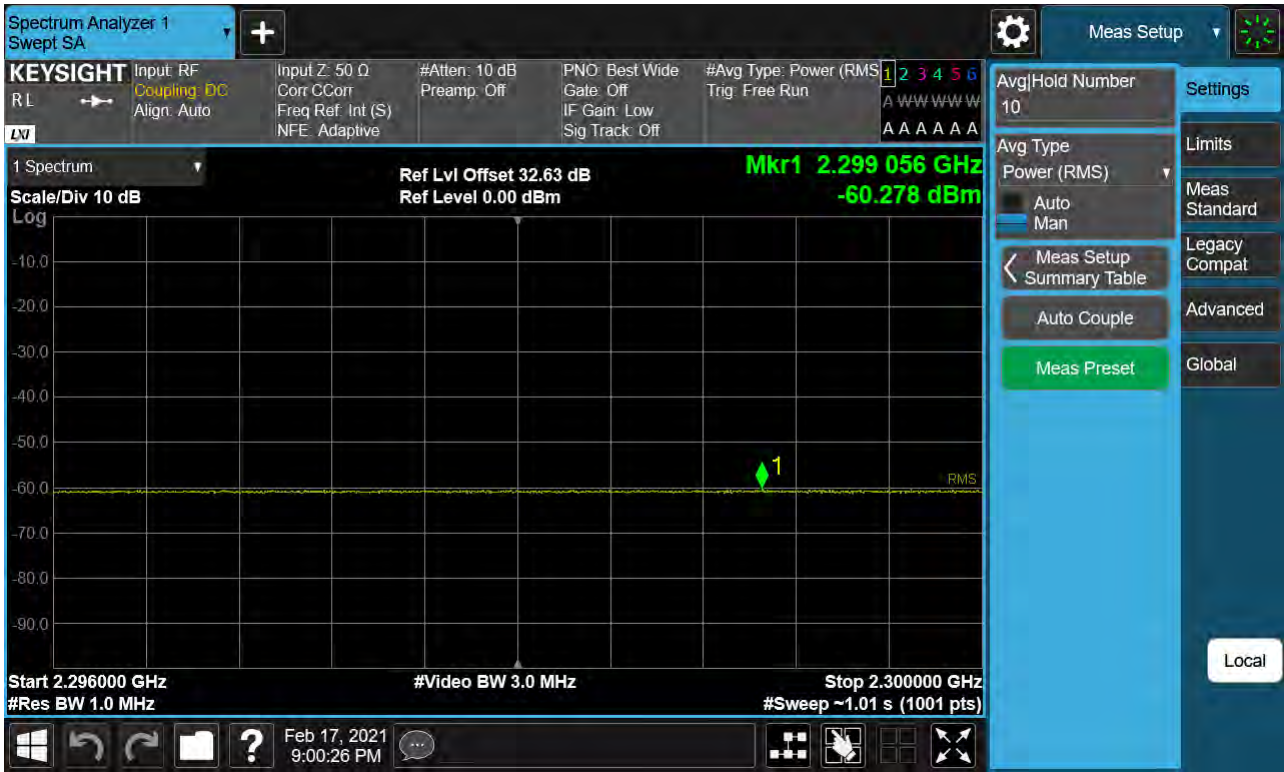 Spectrum Analyzer 1
Swept SA
+
Meas Setup
KEYSIGHT
RL
LXI
Input: RF
Coupling: DC
Align: Auto
Input Z: 50 Ω
Corr CCorr
Freq Ref: Int (S)
NFE: Adaptive
#Atten: 10 dB
Preamp: Off
PNO: Best Wide
Gate: Off
IF Gain: Low
Sig Track: Off
#Avg Type: Power (RMS
Trig: Free Run
1 2 3 4 5 6
A W W W W W
A A A A A A
1 Spectrum
Scale/Div 10 dB
Log
Ref Lvl Offset 32.63 dB
Ref Level 0.00 dBm
Mkr1 2.299 056 GHz
-60.278 dBm
-10.0
-20.0
-30.0
-40.0
-50.0
-60.0
-70.0
-80.0
-90.0
1
RMS
Start 2.296000 GHz
#Res BW 1.0 MHz
#Video BW 3.0 MHz
Stop 2.300000 GHz
#Sweep ~1.01 s (1001 pts)
Avg|Hold Number
10
Avg Type
Power (RMS)
Auto
Man
Meas Setup
Summary Table
Auto Couple
Meas Preset
Settings
Limits
Meas
Standard
Legacy
Compat
Advanced
Global
Local
?
Feb 17, 2021
9:00:26 PM